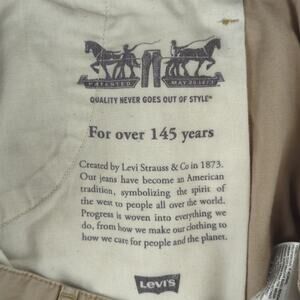 PATENTED MAY 20 1873
QUALITY NEVER GOES OUT OF STYLE™
For over 145 years
Created by Levi Strauss & Co in 1873.
Our jeans have become an American
tradition, symbolizing the spirit of
the west to people all over the world.
Progress is woven into everything we
do, from how we make our clothing to
how we care for people and the planet.
Levi's